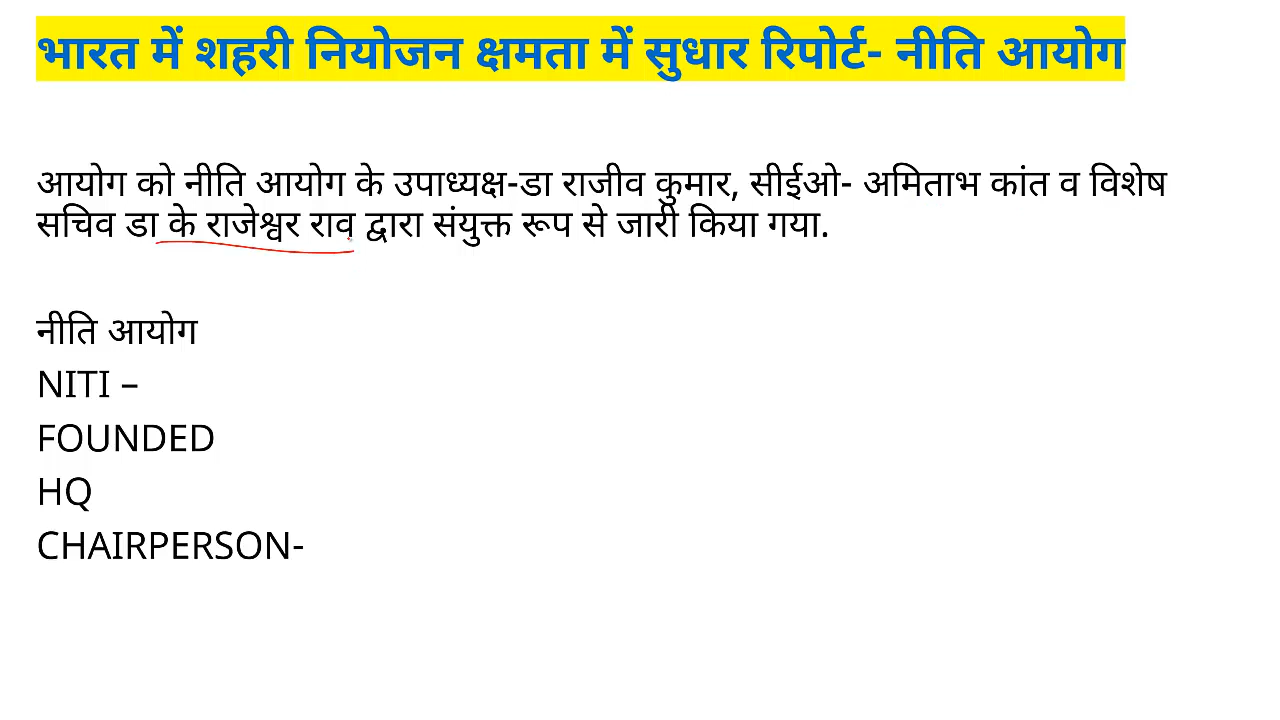 भारत में शहरी नियोजन क्षमता में सुधार रिपोर्ट- नीति आयोग
आयोग को नीति आयोग के उपाध्यक्ष-डा राजीव कुमार, सीईओ- अमिताभ कांत व विशेष
सचिव डा के राजेश्वर राव द्वारा संयुक्त रूप से जारी किया गया.
नीति आयोग
NITI –
FOUNDED
HQ
CHAIRPERSON-